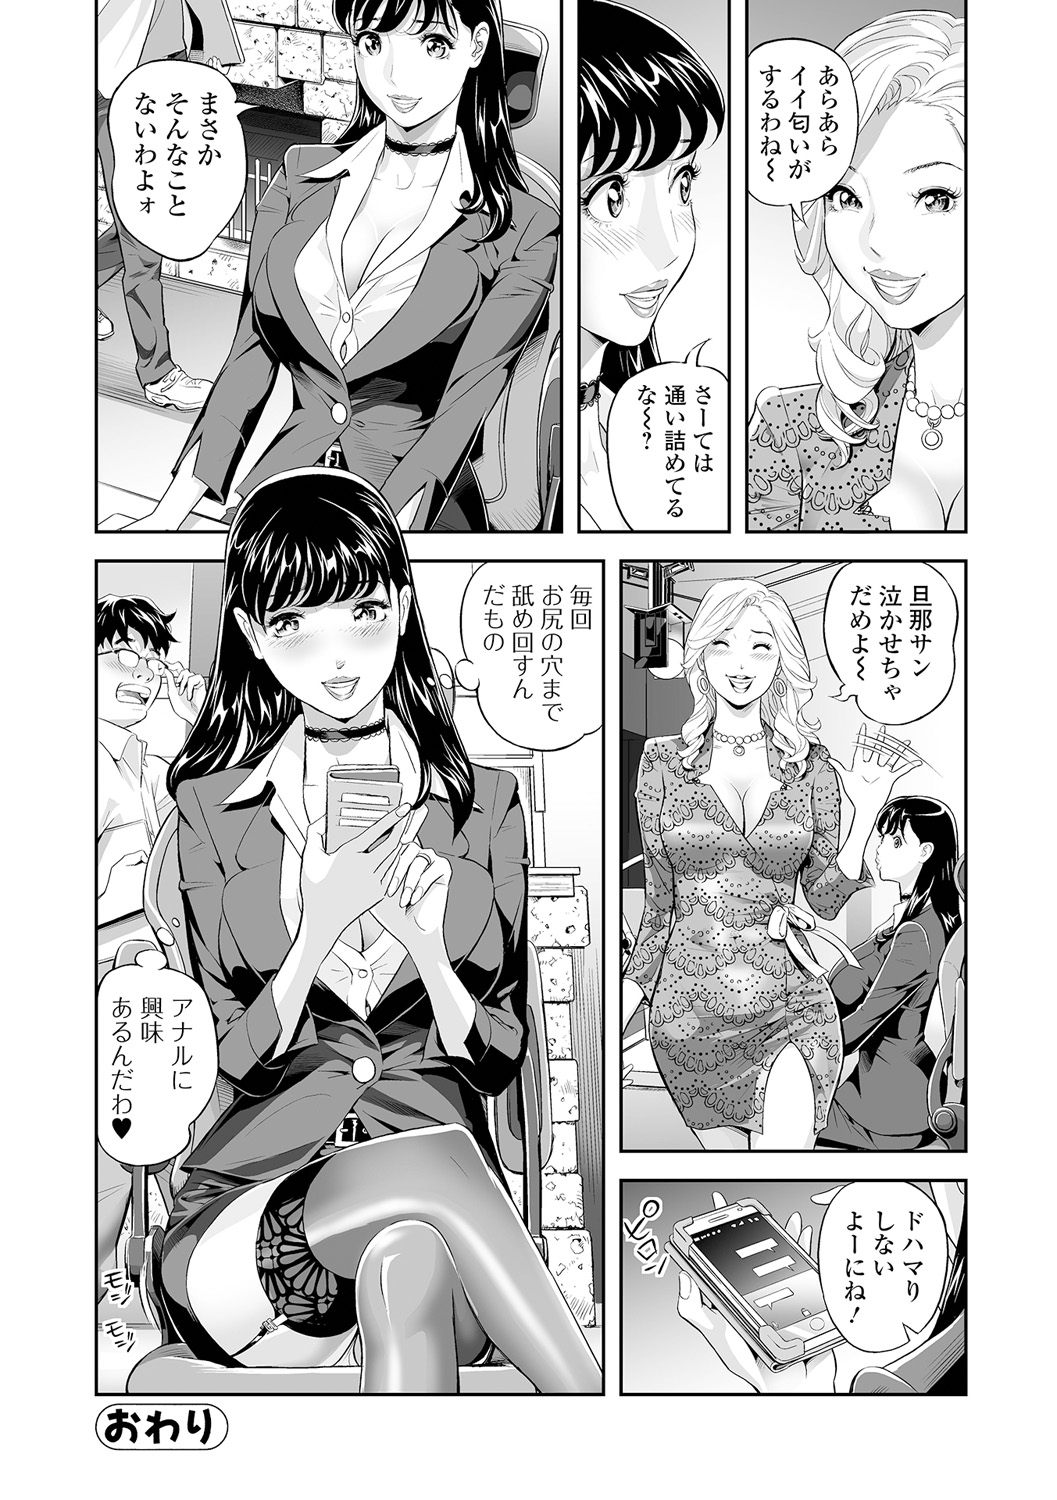 あらあら
イイ匂いが
するわね～
さーては
通い詰めてる
な～？
まさか
そんなこと
ないわよォ
旦那サン
泣かせちゃ
だめよ～
ドハマり
しない
よーにね！
ﾛﾝ
毎回
お尻の穴まで
舐め回すん
だもの
アナルに
興味
あるんだわ♥
モジ
モジ
おわり